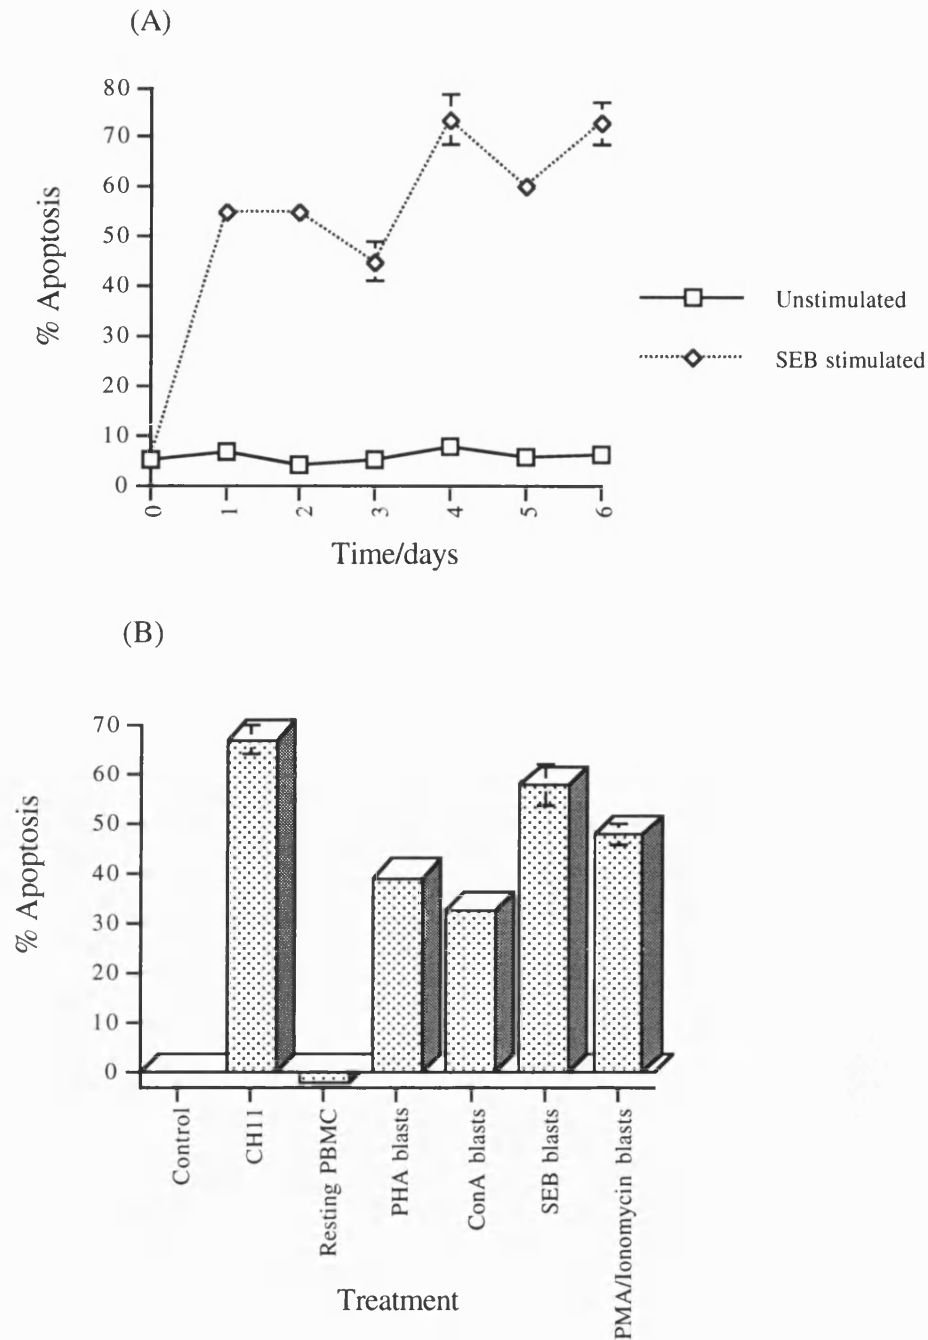 (A)
80
70
60
50
40
30
20
10
0
% Apoptosis
0 1 2 3 4 5 6
Time/days
Unstimulated
SEB stimulated
(B)
70
60
50
40
30
20
10
0
% Apoptosis
Control
CH11
Resting PBMC
PHA blasts
ConA blasts
SEB blasts
PMA/Ionomycin blasts
Treatment